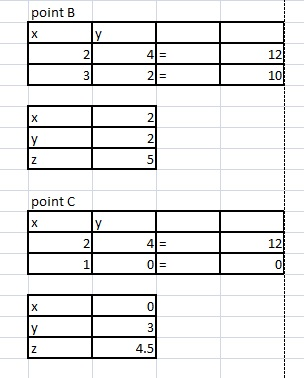 point B
x y
2 4 = 12
3 2 = 10
x 2
y 2
z 5
point C
x y
2 4 = 12
1 0 = 0
x 0
y 3
z 4.5